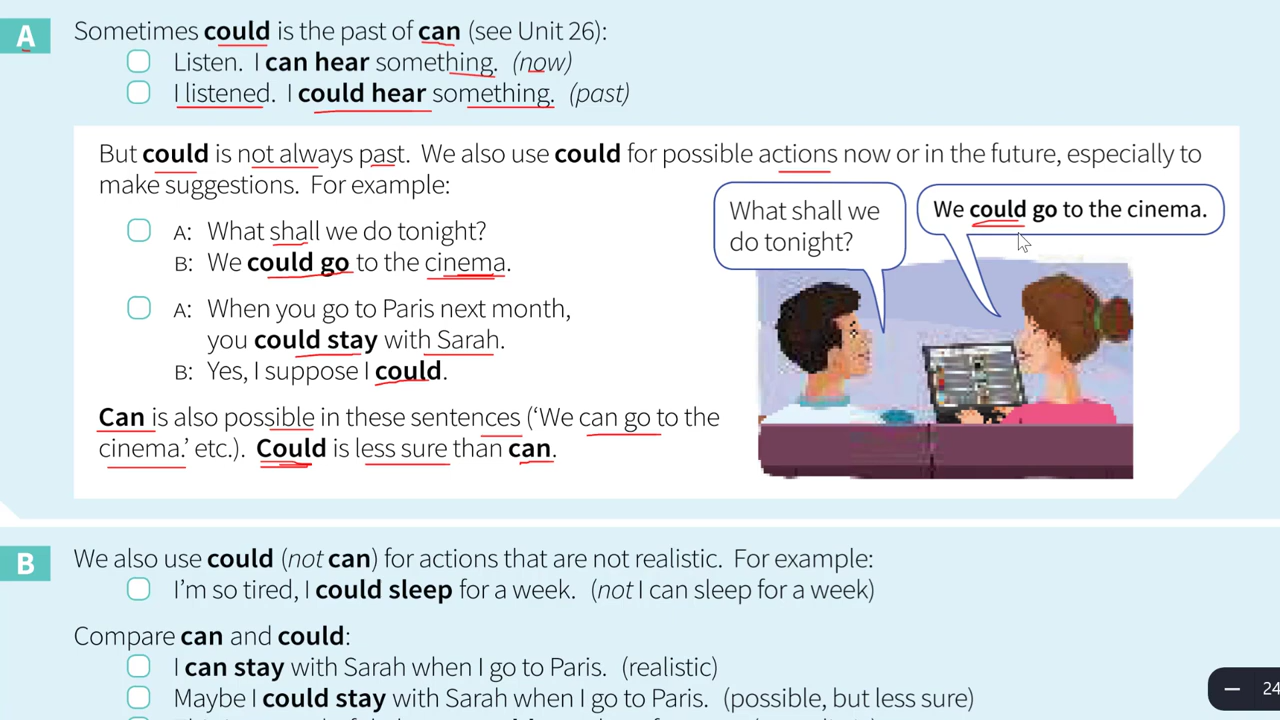 A
Sometimes could is the past of can (see Unit 26):
Listen. I can hear something. (now)
I listened. I could hear something. (past)
But could is not always past. We also use could for possible actions now or in the future, especially to
make suggestions. For example:
A: What shall we do tonight?
B: We could go to the cinema.
A: When you go to Paris next month,
you could stay with Sarah.
B: Yes, I suppose I could.
Can is also possible in these sentences (‘We can go to the
cinema.’ etc.). Could is less sure than can.
What shall we
do tonight?
We could go to the cinema.
B
We also use could (not can) for actions that are not realistic. For example:
I’m so tired, I could sleep for a week. (not I can sleep for a week)
Compare can and could:
I can stay with Sarah when I go to Paris. (realistic)
Maybe I could stay with Sarah when I go to Paris. (possible, but less sure)
24